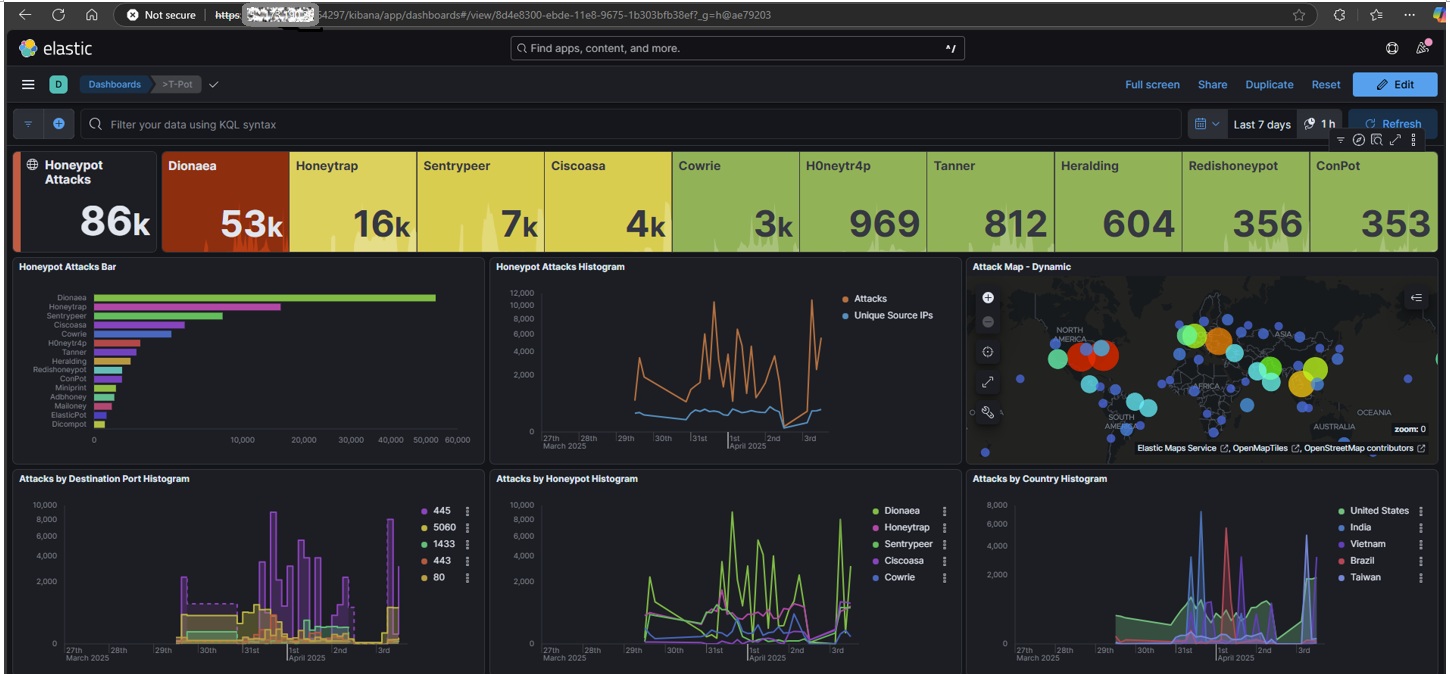 Not secure https: 64297/kibana/app/dashboards#/view/8d4e8300-ebde-11e8-9675-1b303bfb38ef?_g=h@ae79203
elastic Find apps, content, and more. ^/
D Dashboards >T-Pot Full screen Share Duplicate Reset Edit
Filter your data using KQL syntax Last 7 days 1 h Refresh
Honeypot Attacks 86k
Dionaea 53k
Honeytrap 16k
Sentrypeer 7k
Ciscoasa 4k
Cowrie 3k
H0neytr4p 969
Tanner 812
Heralding 604
Redishoneypot 356
ConPot 353
Honeypot Attacks Bar
Dionaea
Honeytrap
Sentrypeer
Ciscoasa
Cowrie
H0neytr4p
Tanner
Heralding
Redishoneypot
ConPot
Miniprint
Adbhoney
Mailoney
ElasticPot
Dicompot
0 10,000 20,000 30,000 40,000 50,000 60,000
Honeypot Attacks Histogram
12,000
10,000
8,000
6,000
4,000
2,000
0
27th 28th 29th 30th 31st 1st 2nd 3rd
March 2025 April 2025
Attacks
Unique Source IPs
Attack Map - Dynamic
NORTH AMERICA
ASIA
AFRICA
SOUTH AMERICA
OCEANIA
AUSTRALIA
zoom: 0
Elastic Maps Service , OpenMapTiles , OpenStreetMap contributors
Attacks by Destination Port Histogram
10,000
8,000
6,000
4,000
2,000
0
27th 28th 29th 30th 31st 1st 2nd 3rd
March 2025 April 2025
445
5060
1433
443
80
Attacks by Honeypot Histogram
10,000
8,000
6,000
4,000
2,000
0
27th 28th 29th 30th 31st 1st 2nd 3rd
March 2025 April 2025
Dionaea
Honeytrap
Sentrypeer
Ciscoasa
Cowrie
Attacks by Country Histogram
8,000
6,000
4,000
2,000
0
27th 28th 29th 30th 31st 1st 2nd 3rd
March 2025 April 2025
United States
India
Vietnam
Brazil
Taiwan